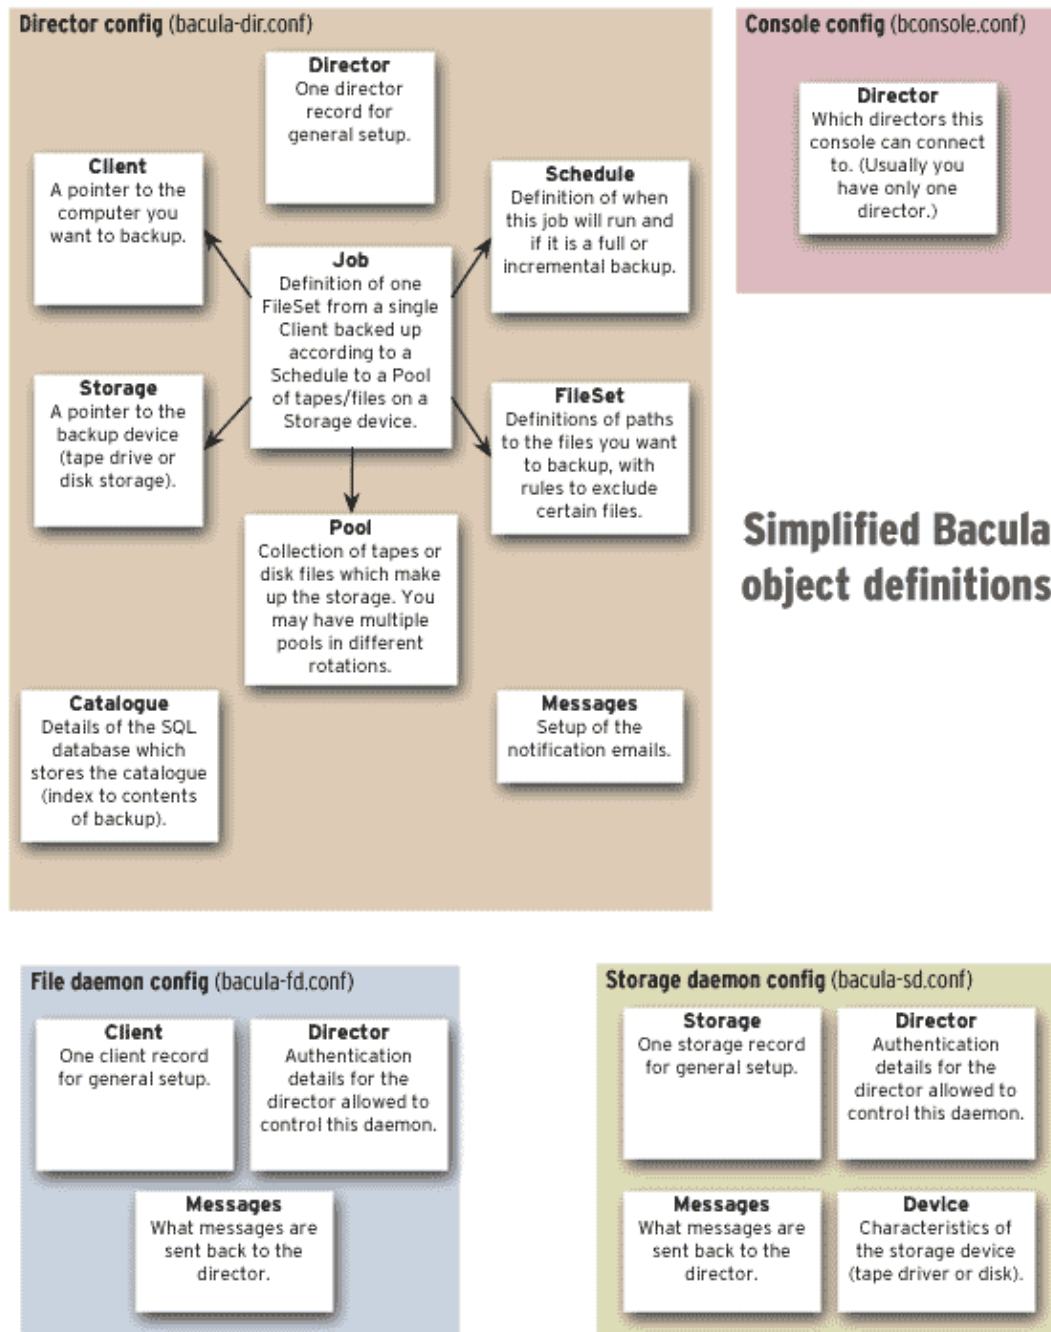 Director config (bacula-dir.conf)
Director
One director
record for
general setup.
Client
A pointer to the
computer you
want to backup.
Schedule
Definition of when
this job will run and
if it is a full or
incremental backup.
Job
Definition of one
FileSet from a single
Client backed up
according to a
Schedule to a Pool
of tapes/files on a
Storage device.
Storage
A pointer to the
backup device
(tape drive or
disk storage).
FileSet
Definitions of paths
to the files you want
to backup, with
rules to exclude
certain files.
Pool
Collection of tapes or
disk files which make
up the storage. You
may have multiple
pools in different
rotations.
Catalogue
Details of the SQL
database which
stores the catalogue
(index to contents
of backup).
Messages
Setup of the
notification emails.
Console config (bconsole.conf)
Director
Which directors this
console can connect
to. (Usually you
have only one
director.)
Simplified Bacula
object definitions
File daemon config (bacula-fd.conf)
Client
One client record
for general setup.
Director
Authentication
details for the
director allowed to
control this daemon.
Messages
What messages are
sent back to the
director.
Storage daemon config (bacula-sd.conf)
Storage
One storage record
for general setup.
Director
Authentication
details for the
director allowed to
control this daemon.
Messages
What messages are
sent back to the
director.
Device
Characteristics of
the storage device
(tape driver or disk).